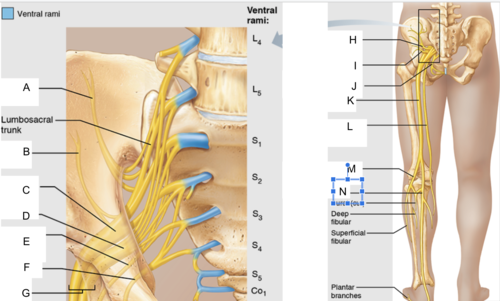 Ventral rami
Ventral
rami:
L4
A
L5
Lumbosacral
trunk
S1
B
S2
C
D
S3
E
S4
F
S5
G
Co1
H
I
J
K
L
M
N
Deep
fibular
Superficial
fibular
Plantar
branches